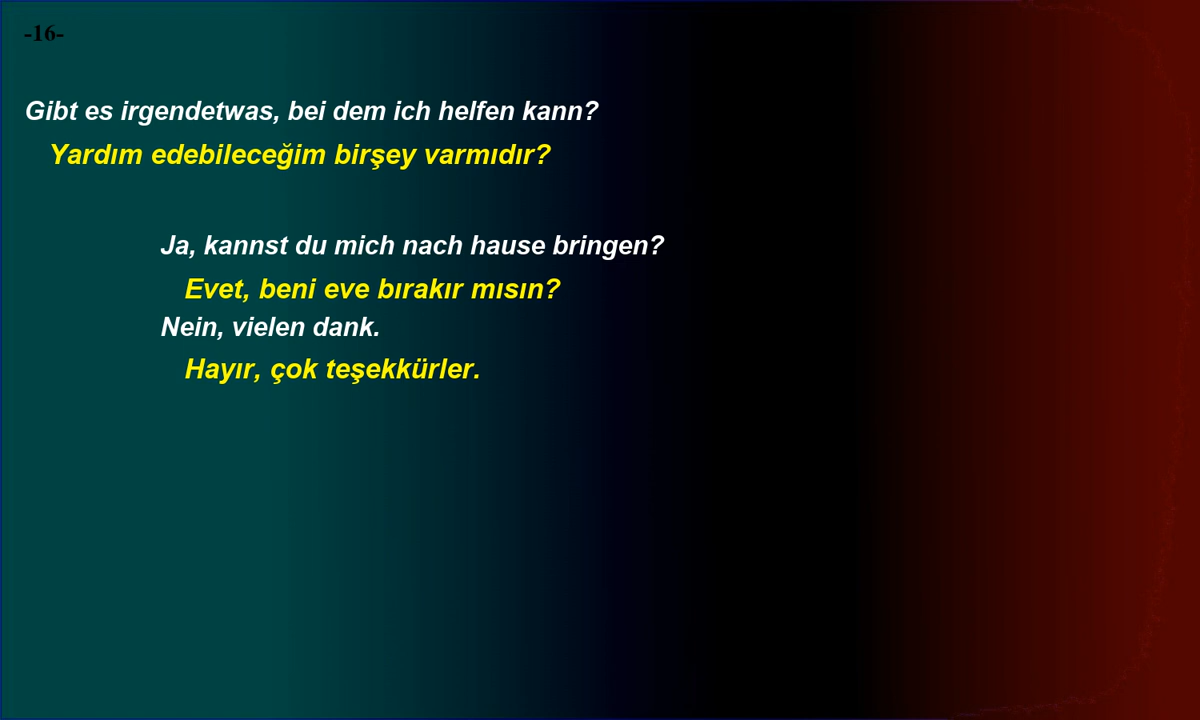 -16-
Gibt es irgendetwas, bei dem ich helfen kann?
Yardım edebileceğim birşey varmıdır?
Ja, kannst du mich nach hause bringen?
Evet, beni eve bırakır mısın?
Nein, vielen dank.
Hayır, çok teşekkürler.